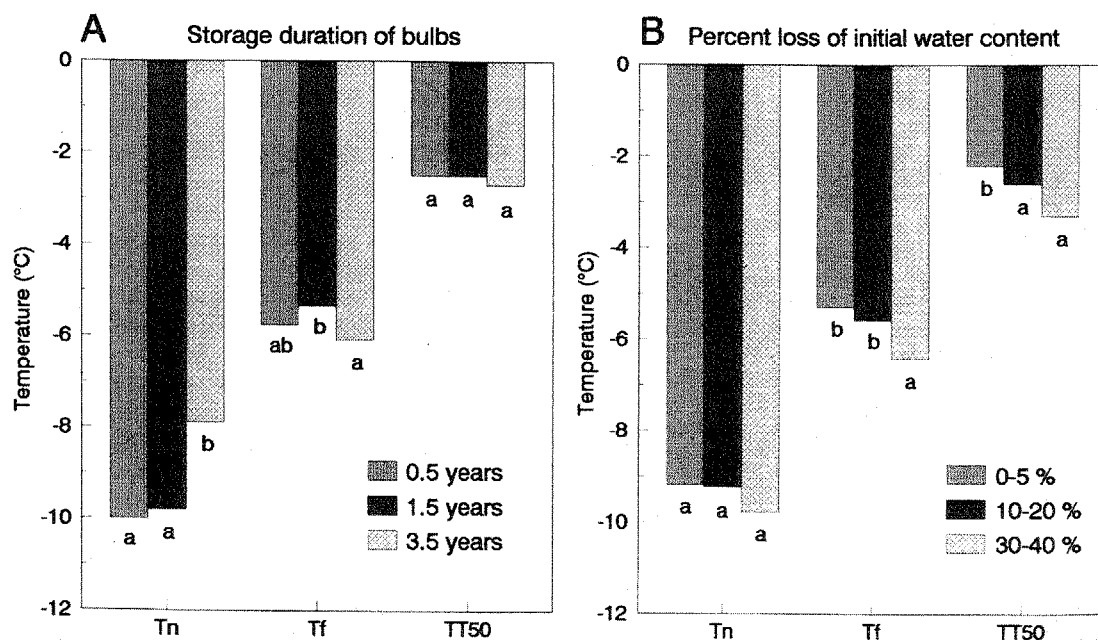 A Storage duration of bulbs
0
-2
-4
-6
-8
-10
-12
Temperature (°C)
a a b
ab b a
a a a
0.5 years
1.5 years
3.5 years
Tn Tf TT50
B Percent loss of initial water content
0
-2
-4
-6
-8
-10
-12
Temperature (°C)
a a a
b b a
b a a
0-5 %
10-20 %
30-40 %
Tn Tf TT50